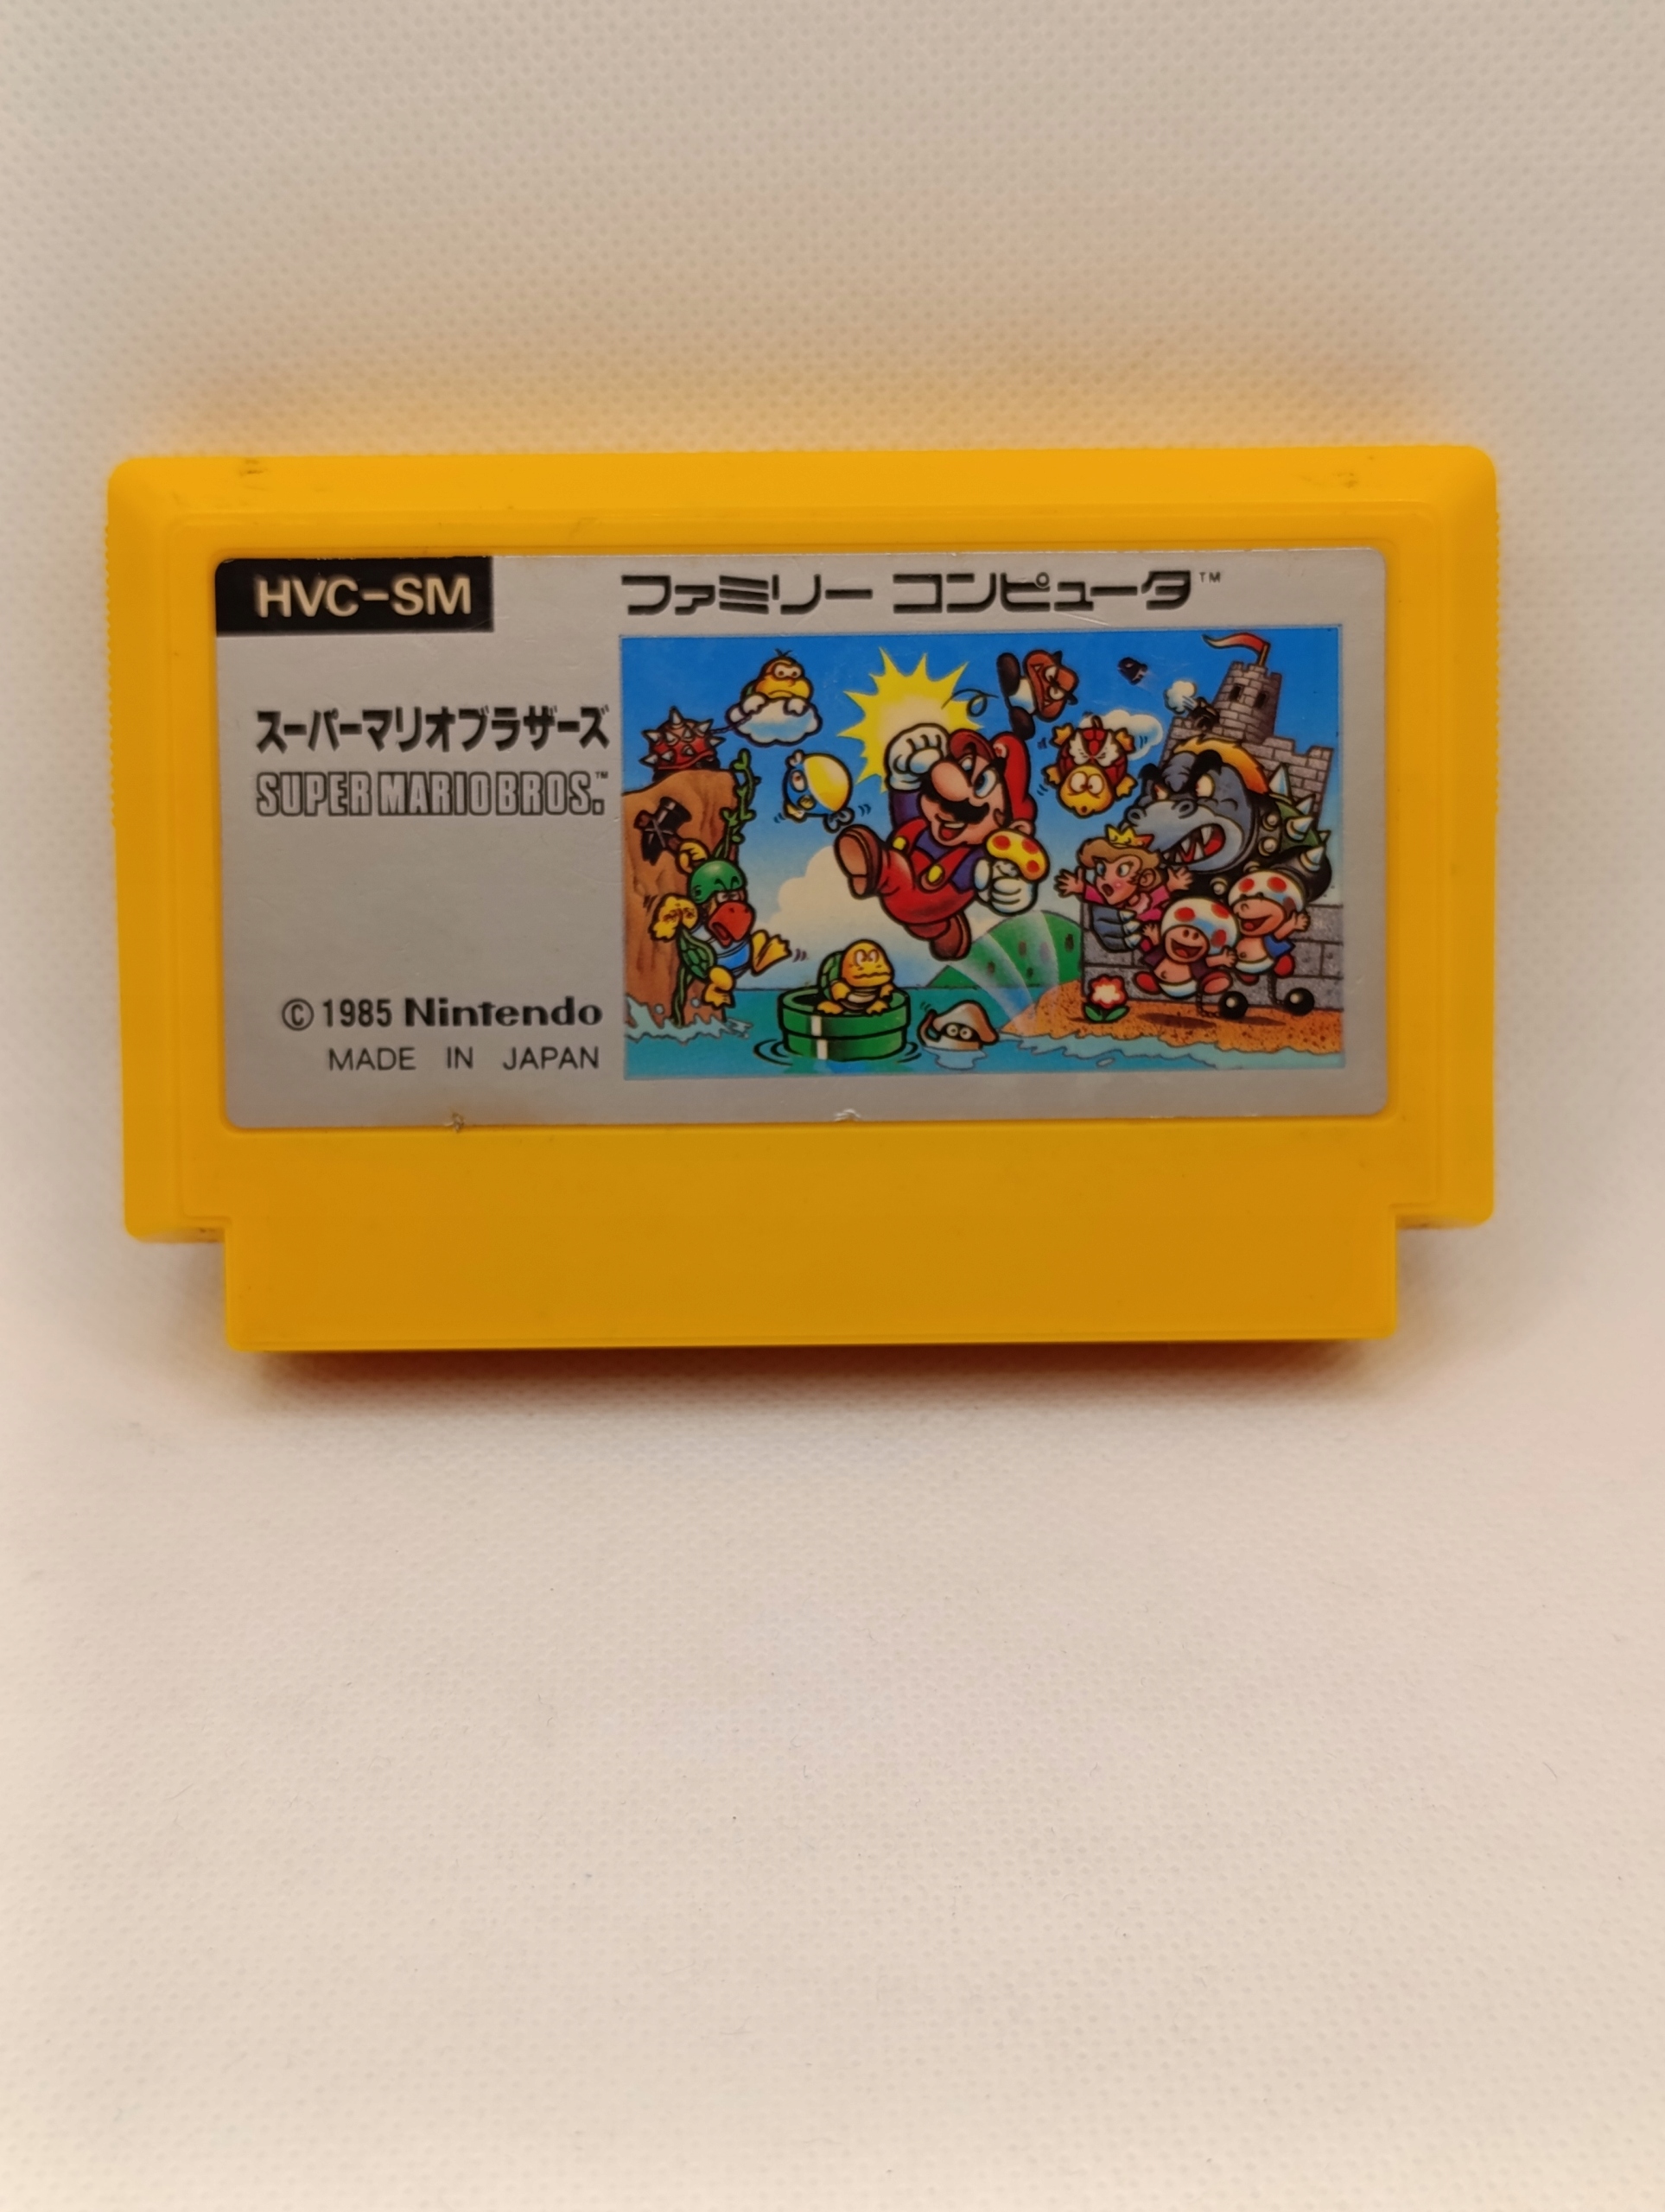 HVC-SM
ファミリー コンピュータ™
スーパーマリオブラザーズ
SUPER MARIO BROS.™
© 1985 Nintendo
MADE IN JAPAN